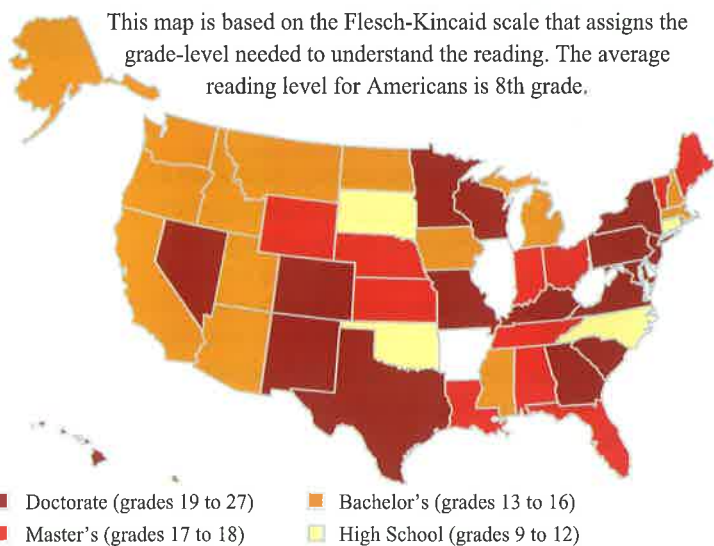 This map is based on the Flesch-Kincaid scale that assigns the
grade-level needed to understand the reading. The average
reading level for Americans is 8th grade.
Doctorate (grades 19 to 27)
Bachelor's (grades 13 to 16)
Master's (grades 17 to 18)
High School (grades 9 to 12)